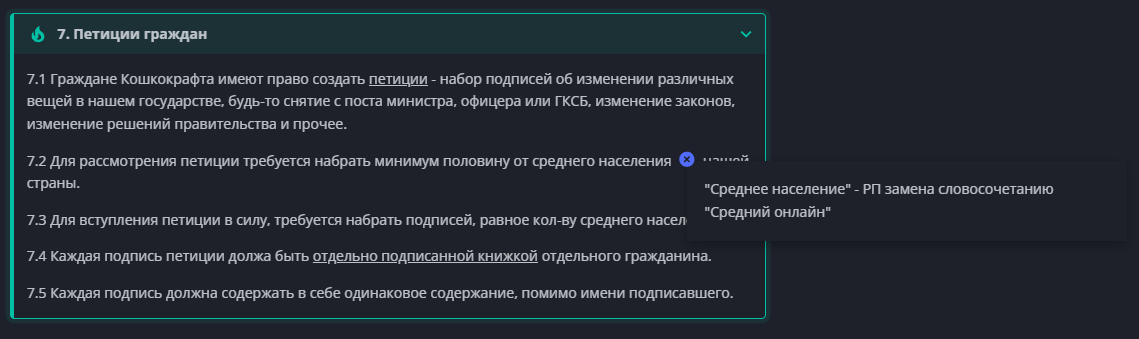 7. Петиции граждан
7.1 Граждане Кошкокрафта имеют право создать петиции - набор подписей об изменении различных
вещей в нашем государстве, будь-то снятие с поста министра, офицера или ГКСБ, изменение законов,
изменение решений правительства и прочее.
7.2 Для рассмотрения петиции требуется набрать минимум половину от среднего населения нашей
страны.
"Среднее население" - РП замена словосочетанию
"Средний онлайн"
7.3 Для вступления петиции в силу, требуется набрать подписей, равное кол-ву среднего насел
7.4 Каждая подпись петиции должа быть отдельно подписанной книжкой отдельного гражданина.
7.5 Каждая подпись должна содержать в себе одинаковое содержание, помимо имени подписавшего.